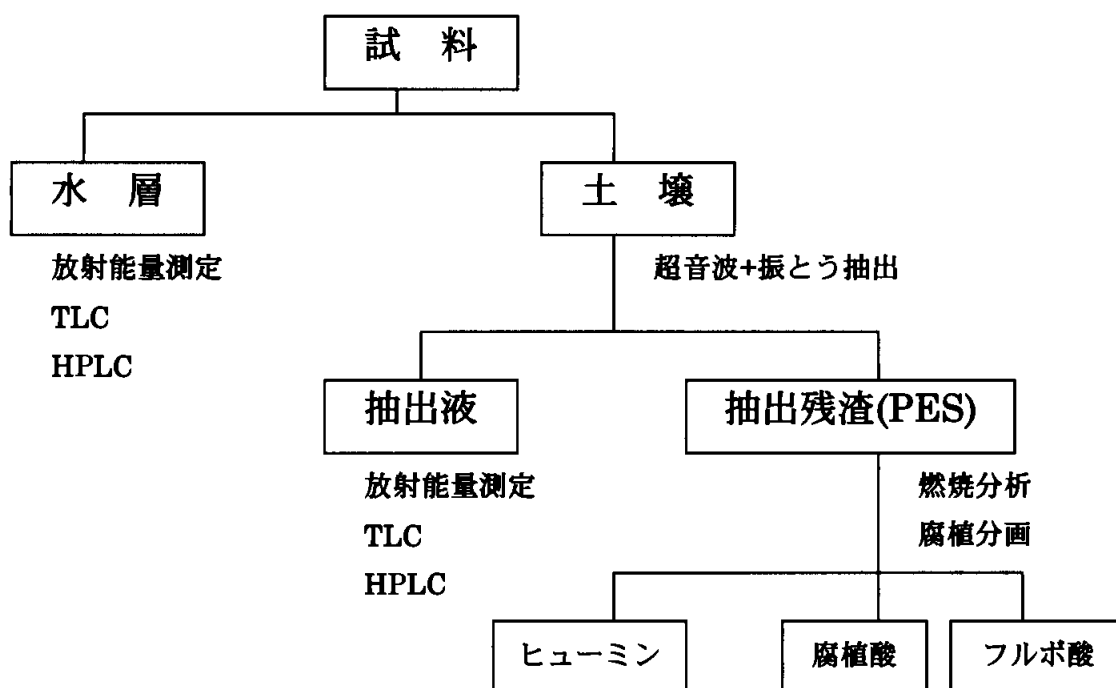 試　料
水　層
土　壌
放射能量測定
TLC
HPLC
超音波+振とう抽出
抽出液
抽出残渣(PES)
放射能量測定
TLC
HPLC
燃焼分析
腐植分画
ヒューミン
腐植酸
フルボ酸